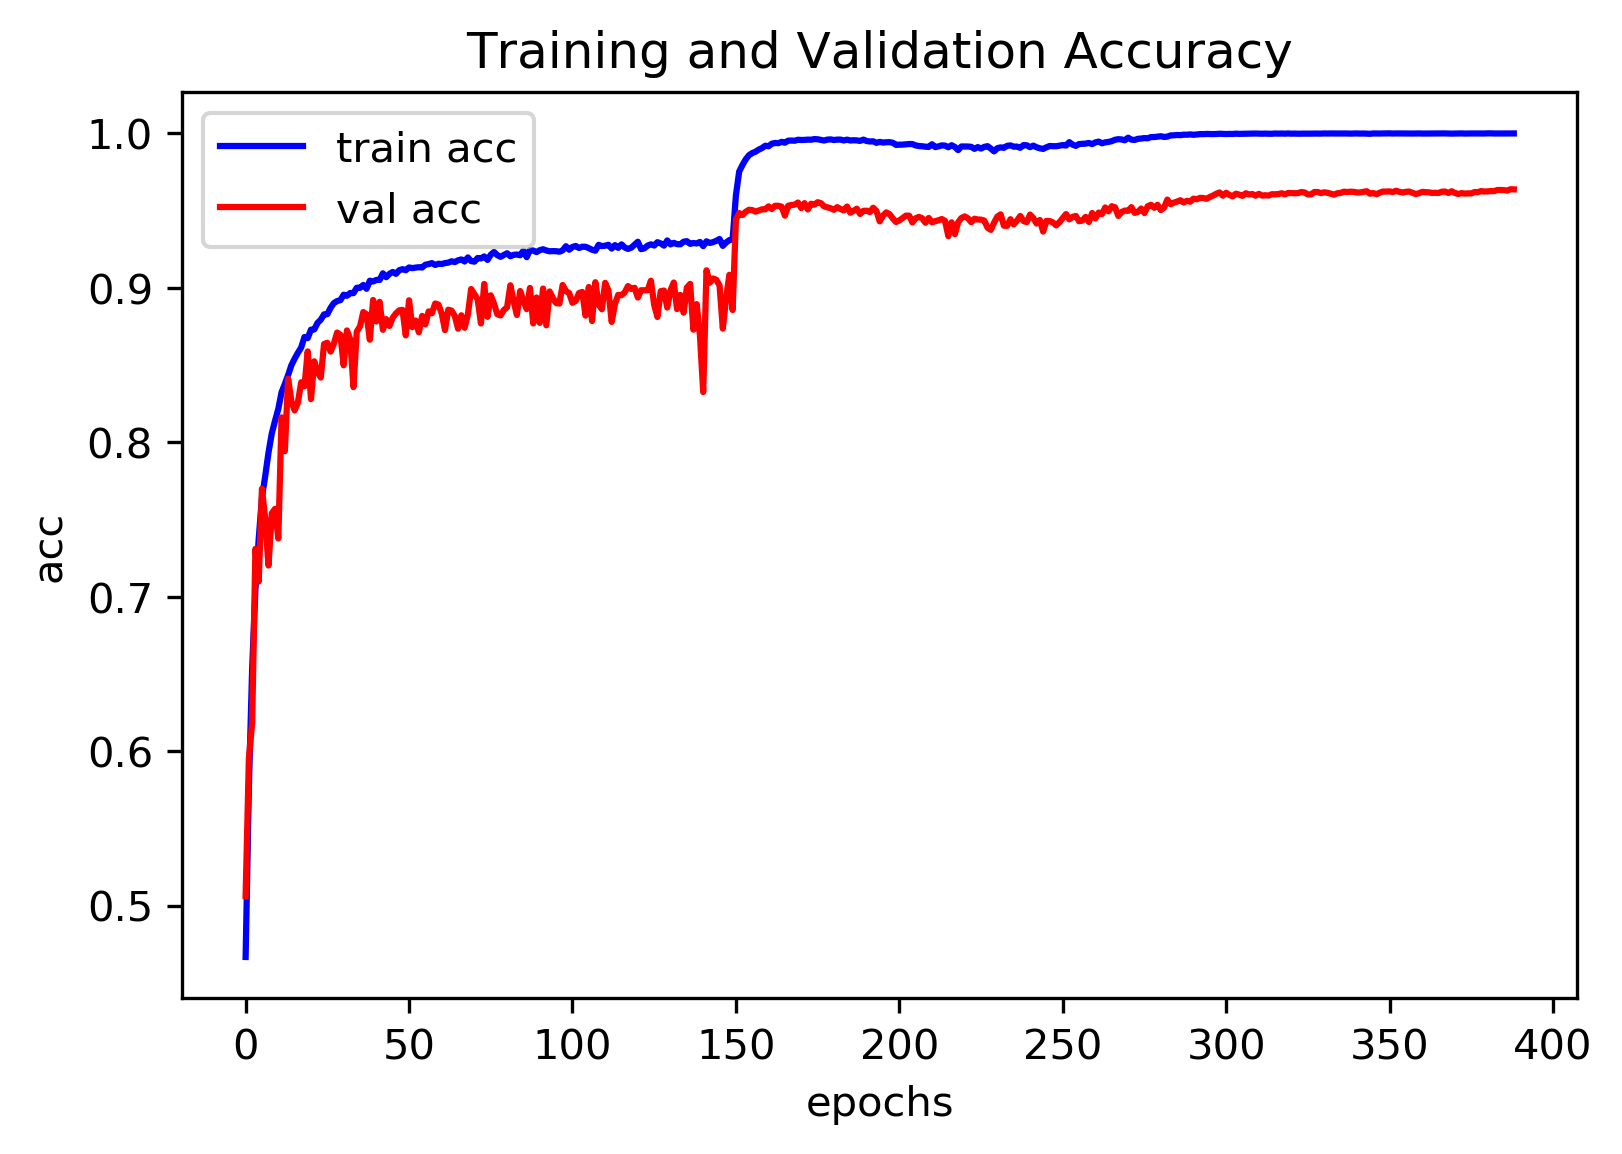 Training and Validation Accuracy
train acc
val acc
1.0
0.9
0.8
0.7
0.6
0.5
acc
0 50 100 150 200 250 300 350 400
epochs